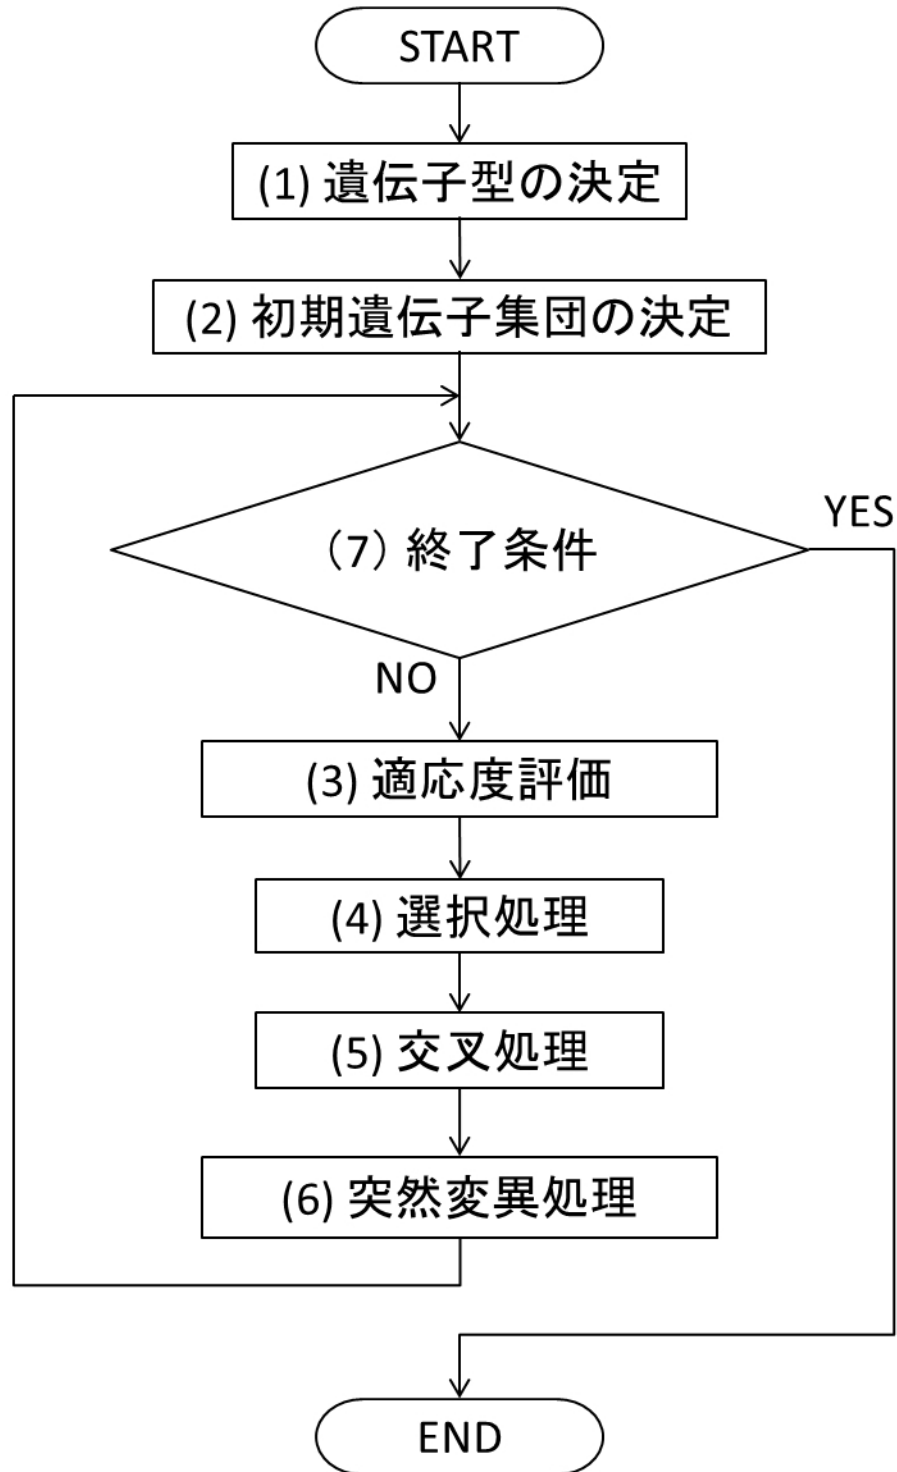 START
(1) 遺伝子型の決定
(2) 初期遺伝子集団の決定
(7) 終了条件
YES
NO
(3) 適応度評価
(4) 選択処理
(5) 交叉処理
(6) 突然変異処理
END